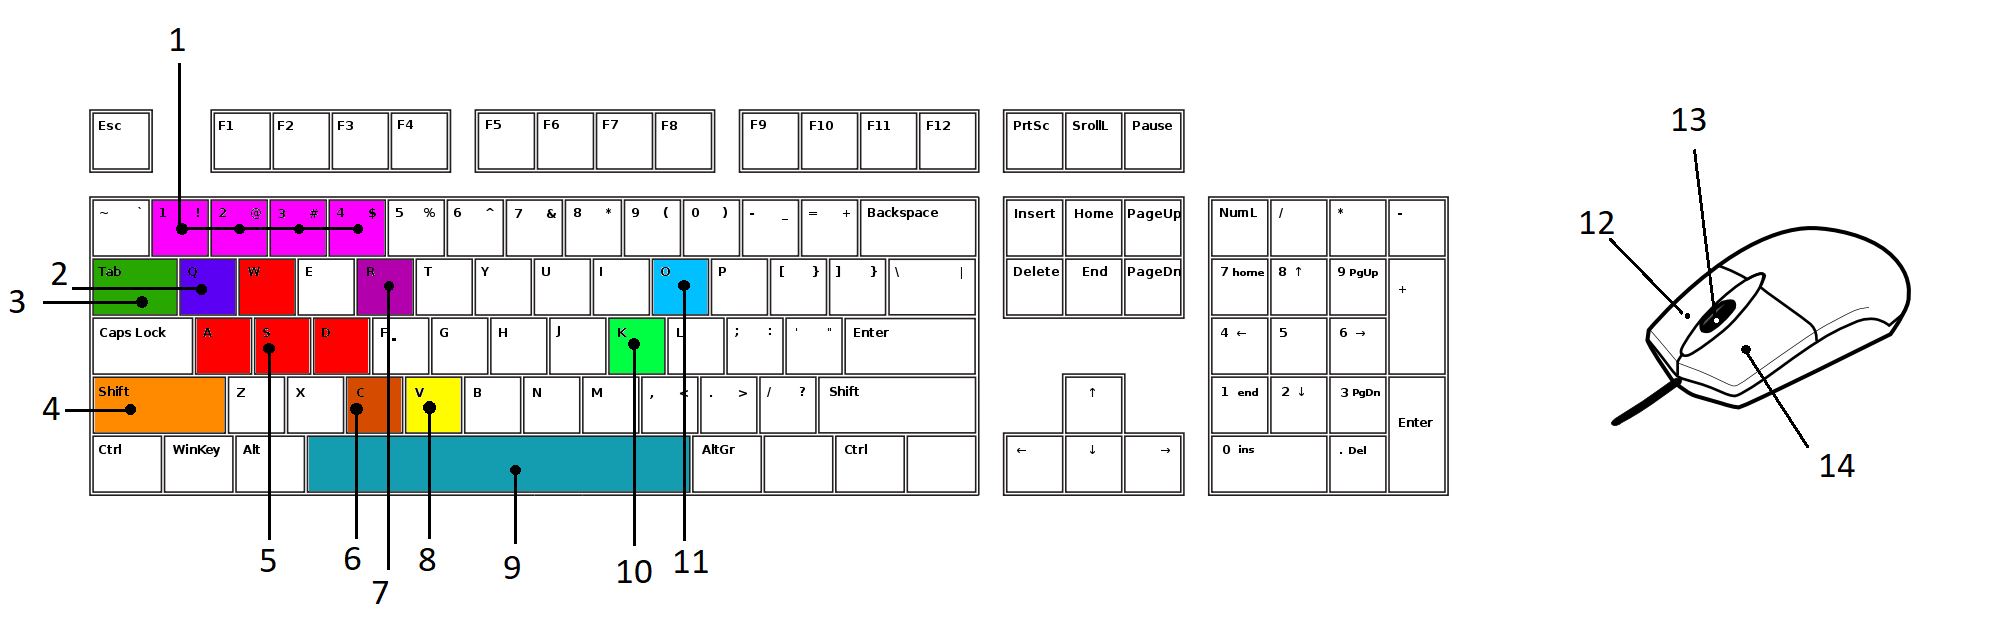 1
13
Esc F1 F2 F3 F4 F5 F6 F7 F8 F9 F10 F11 F12 PrtSc SrollL Pause
~ ` 1 ! 2 @ 3 # 4 $ 5 % 6 ^ 7 & 8 * 9 ( 0 ) - _ = + Backspace Insert Home PageUp NumL / * -
12
2
3
Tab Q W E R T Y U I O P [ } ] } \ | Delete End PageDn 7 home 8 ↑ 9 PgUp +
Caps Lock A S D F G H J K L ; : ' " Enter 4 ← 5 6 →
4
Shift Z X C V B N M , < . > / ? Shift ↑ 1 end 2 ↓ 3 PgDn Enter
Ctrl WinKey Alt AltGr Ctrl ← ↓ → 0 ins . Del
14
5 6 7 8 9 10 11